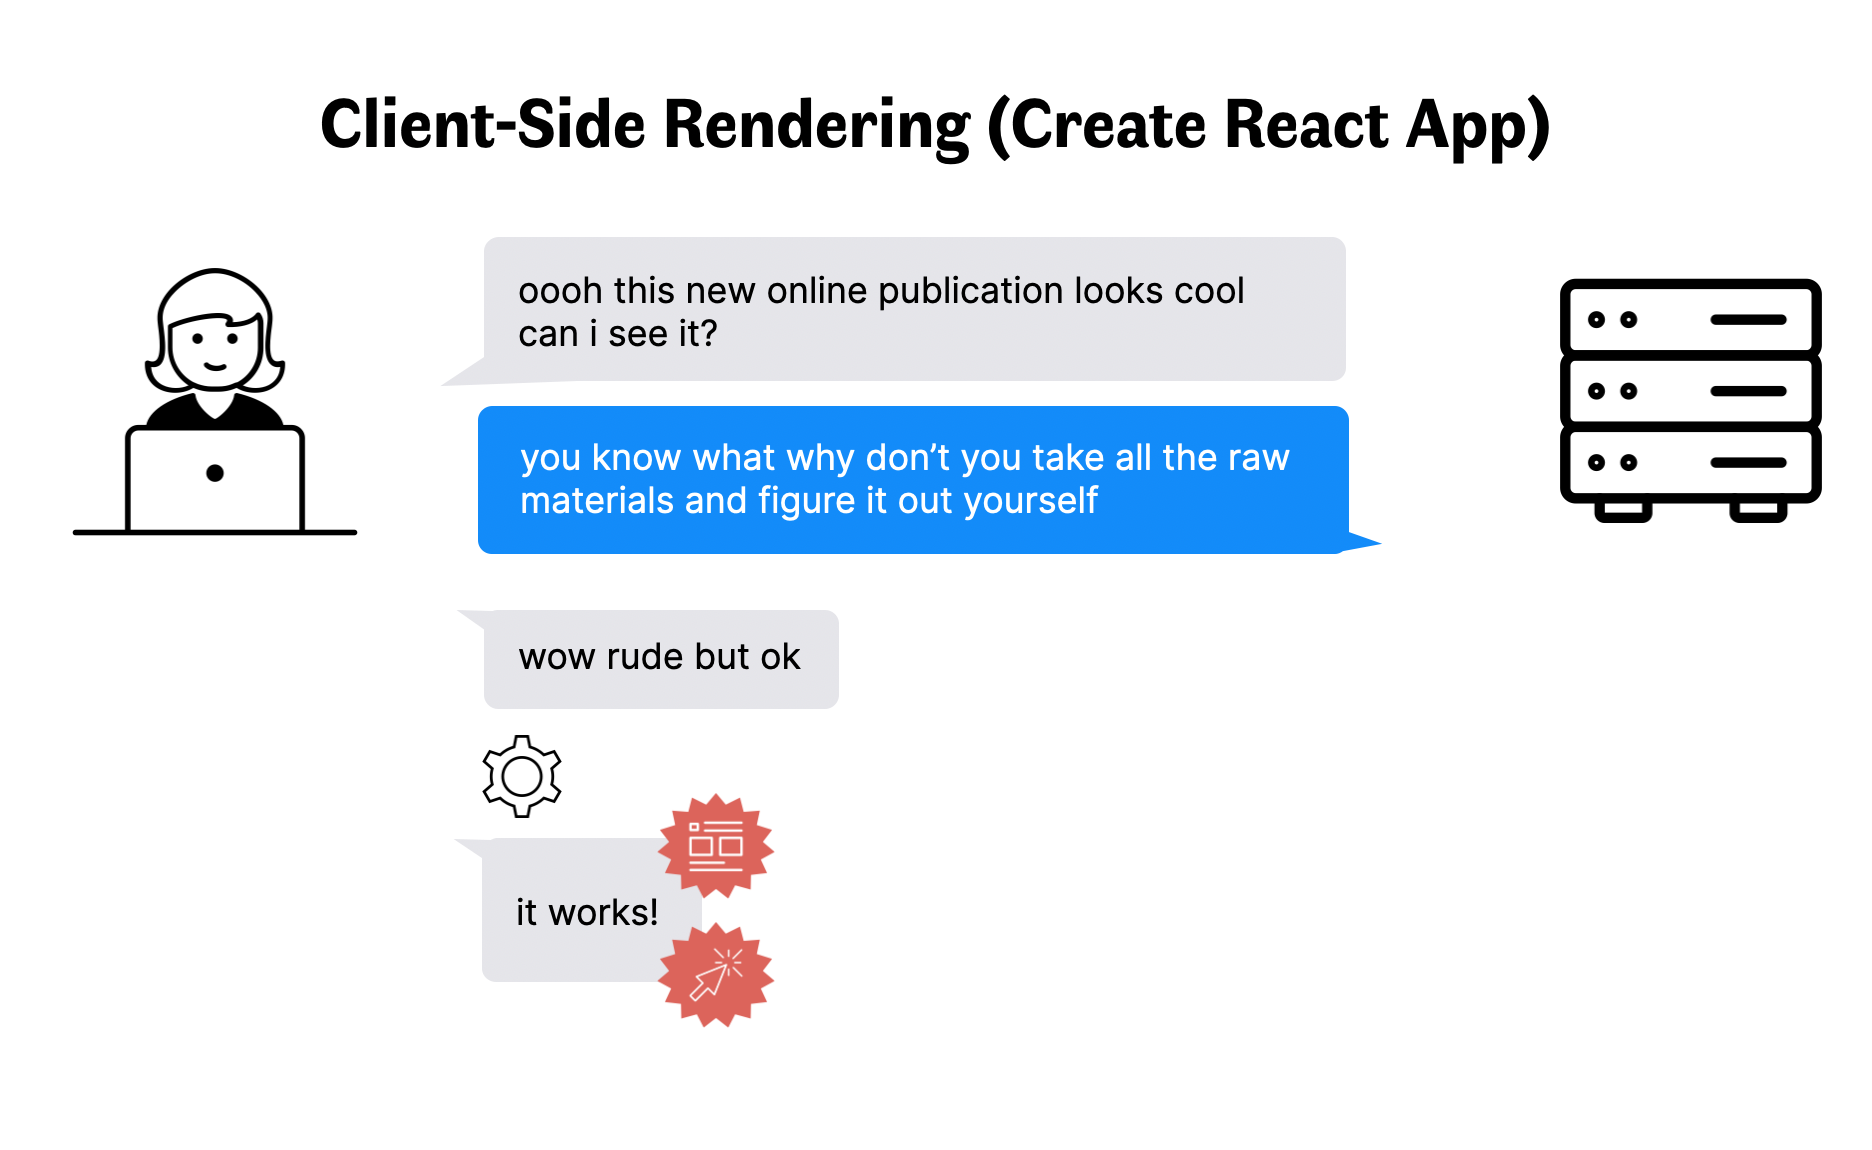 Client-Side Rendering (Create React App)
oooh this new online publication looks cool
can i see it?
you know what why don’t you take all the raw
materials and figure it out yourself
wow rude but ok
it works!